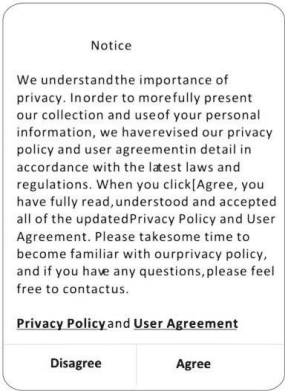 Notice
We understandthe importance of
privacy. Inorder to morefully present
our collection and useof your personal
information, we haverevised our privacy
policy and user agreementin detail in
accordance with the latest laws and
regulations. When you click[Agree, you
have fully read,understood and accepted
all of the updatedPrivacy Policy and User
Agreement. Please takesome time to
become familiar with ourprivacy policy,
and if you have any questions,please feel
free to contactus.
Privacy Policyand User Agreement
Disagree Agree